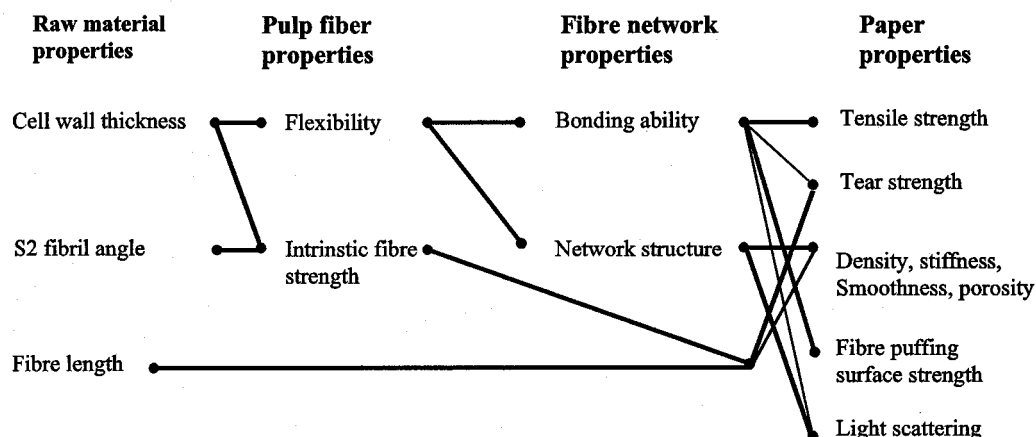 Raw material
properties
Pulp fiber
properties
Fibre network
properties
Paper
properties
Cell wall thickness
Flexibility
Bonding ability
Tensile strength
Tear strength
S2 fibril angle
Intrinstic fibre
strength
Network structure
Density, stiffness,
Smoothness, porosity
Fibre length
Fibre puffing
surface strength
Light scattering